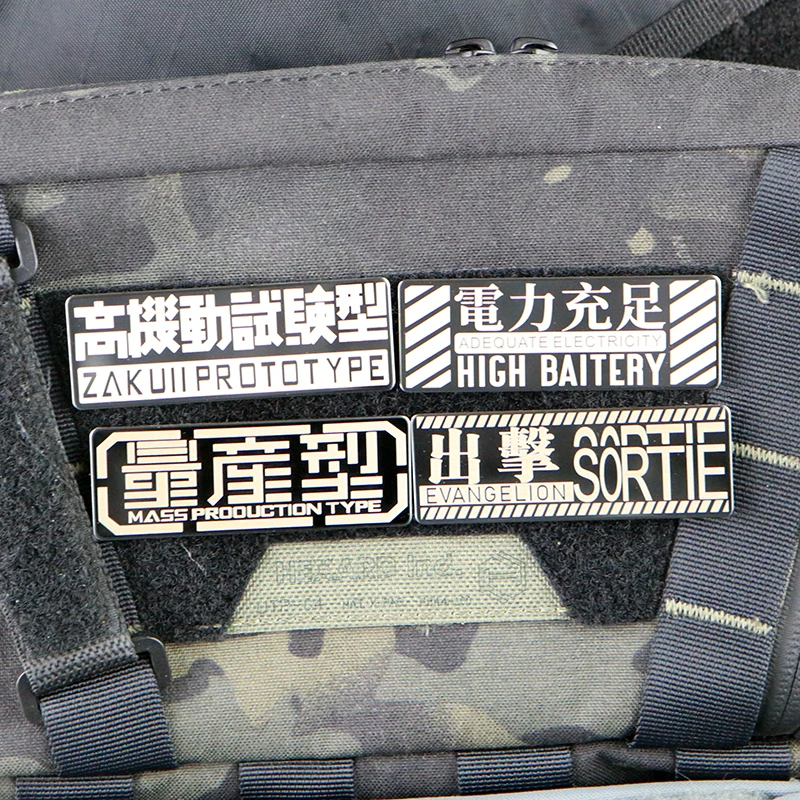 高機動試験型
ZAKUII PROTOTYPE
電力充足
ADEQUATE ELECTRICITY
HIGH BAITERY
量産型
MASS PRODUCTION TYPE
出撃
EVANGELION
SORTIE